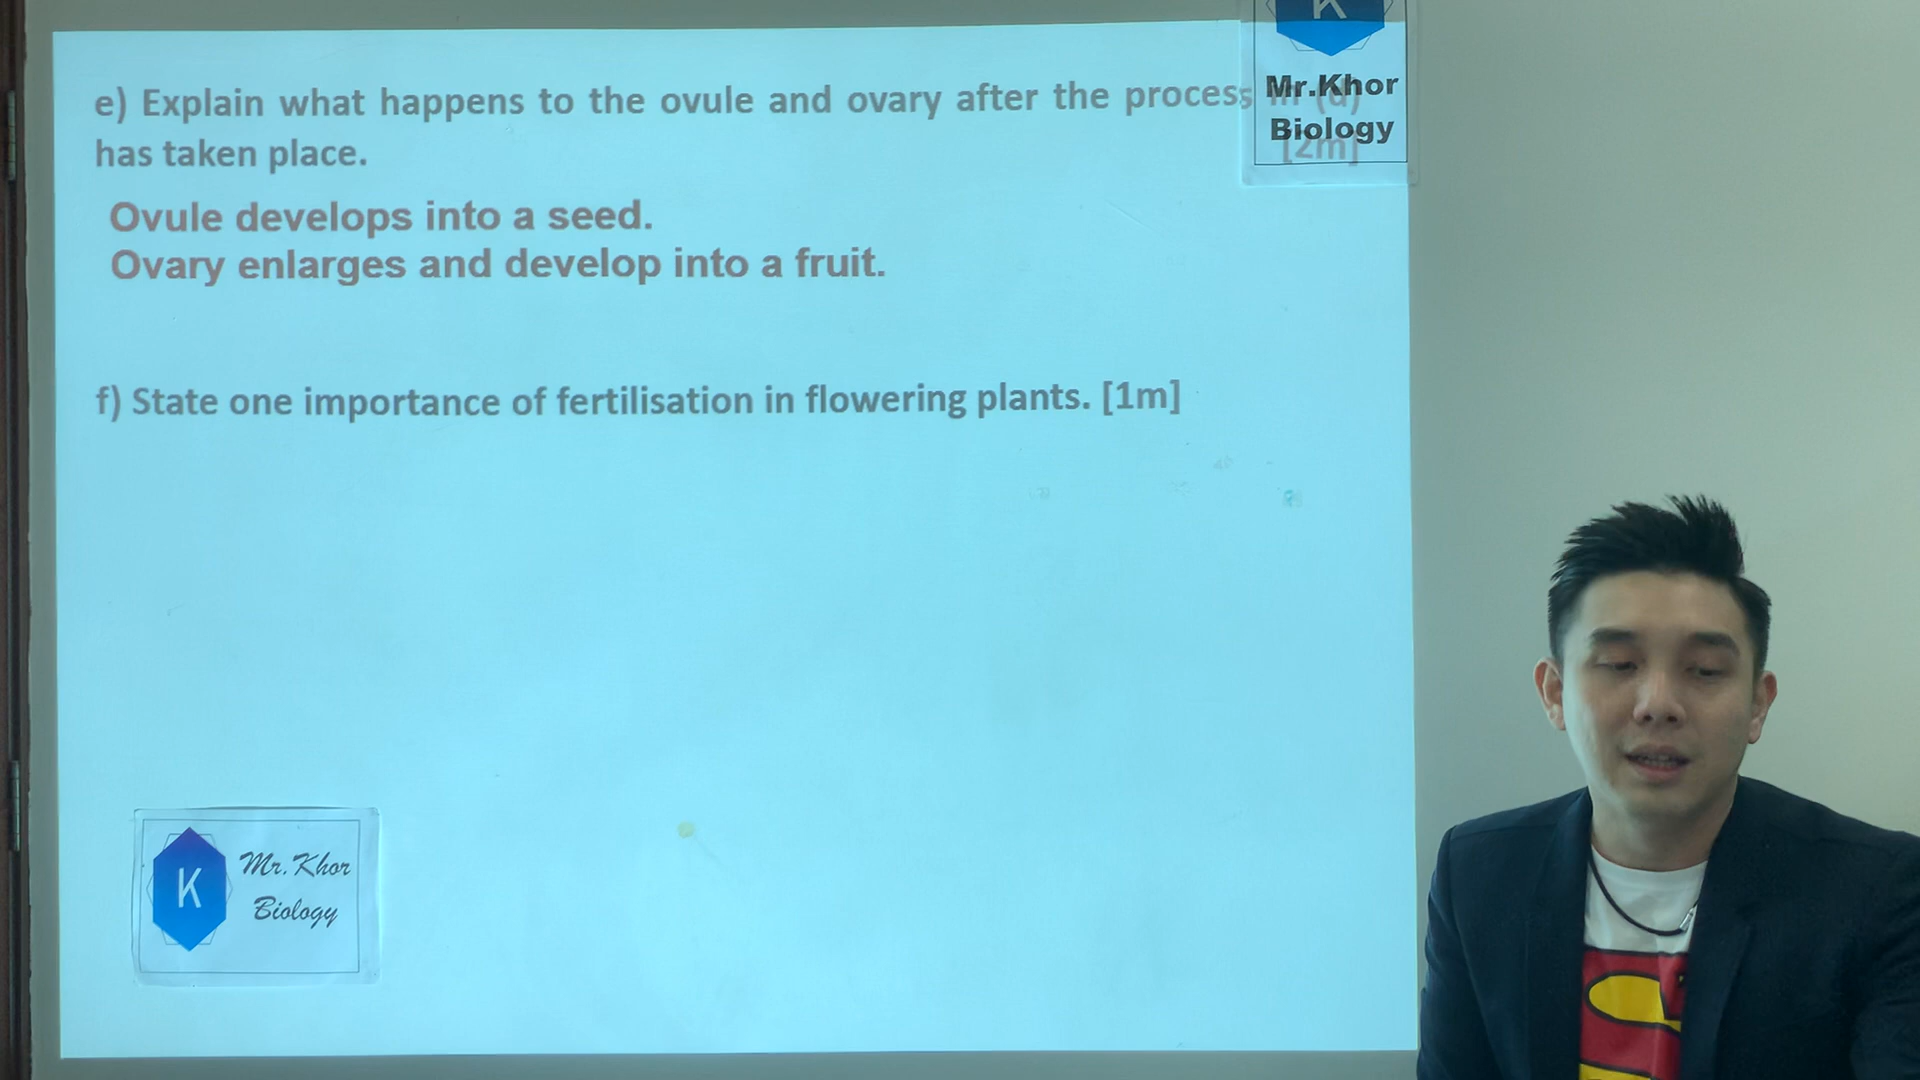 e) Explain what happens to the ovule and ovary after the process in (d)
has taken place. [2m]
Ovule develops into a seed.
Ovary enlarges and develop into a fruit.
f) State one importance of fertilisation in flowering plants. [1m]
K
Mr.Khor
Biology
K
Mr. Khor
Biology